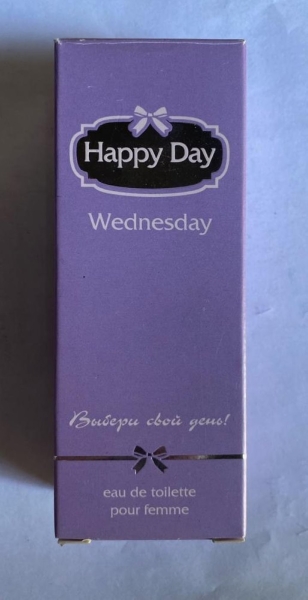 Happy Day
Wednesday
Выбери свой день!
eau de toilette
pour femme